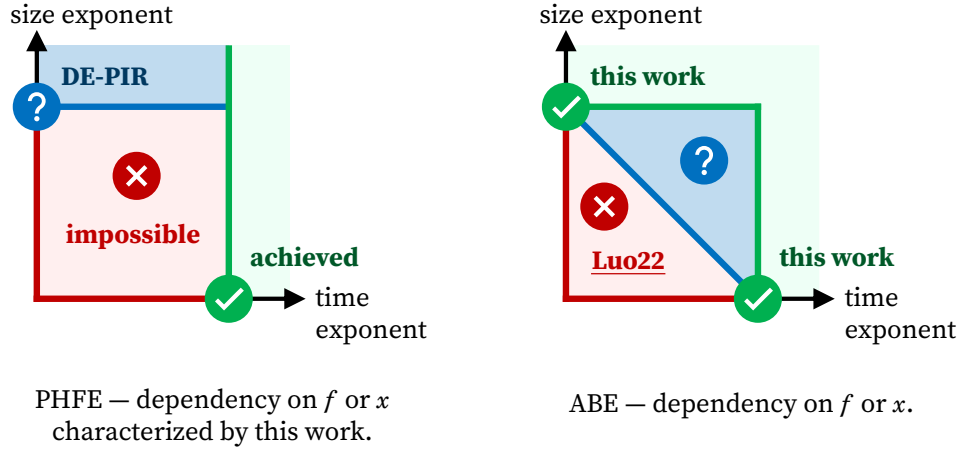 size exponent
DE-PIR
?
impossible
achieved
time
exponent
PHFE — dependency on f or x
characterized by this work.
size exponent
this work
?
Luo22
this work
time
exponent
ABE — dependency on f or x.